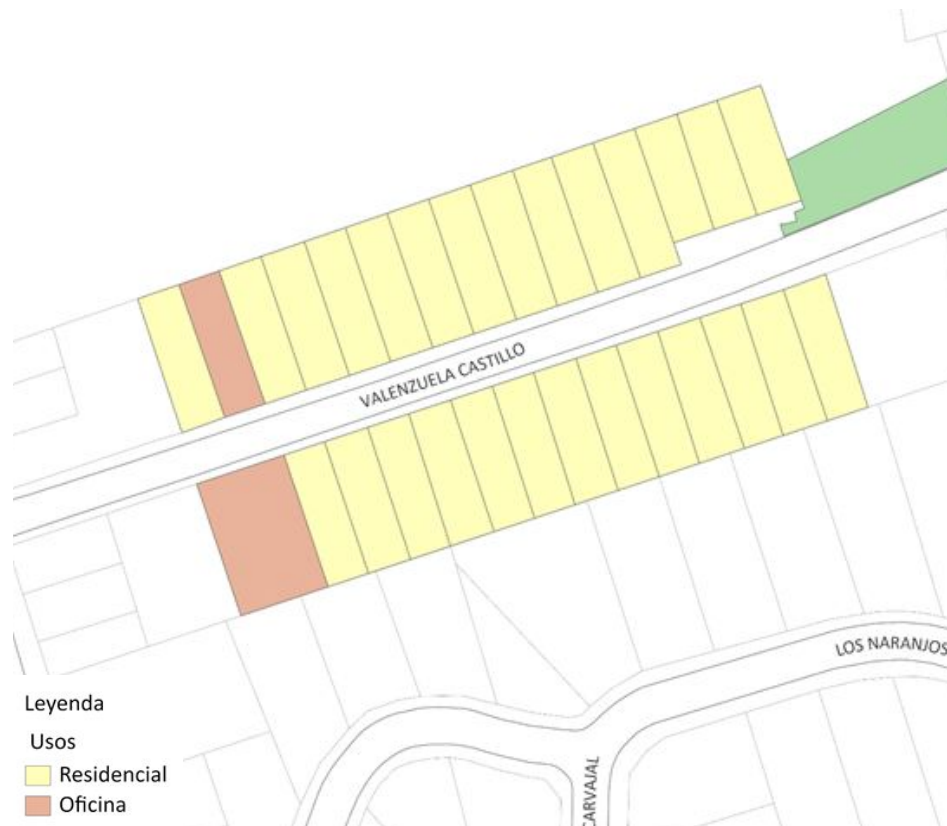 VALENZUELA CASTILLO
LOS NARANJOS
CARVAJAL
Leyenda
Usos
Residencial
Oficina